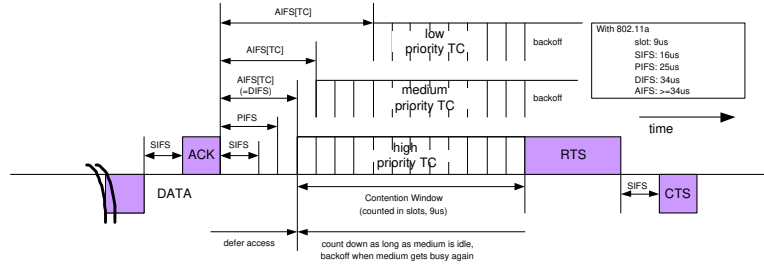 AIFS[TC]
low
priority TC
backoff
With 802.11a
slot: 9us
SIFS: 16us
PIFS: 25us
DIFS: 34us
AIFS: >=34us
AIFS[TC]
AIFS[TC]
(=DIFS)
medium
priority TC
backoff
PIFS
time
SIFS
ACK
SIFS
high
priority TC
RTS
DATA
SIFS
CTS
Contention Window
(counted in slots, 9us)
defer access
count down as long as medium is idle,
backoff when medium gets busy again